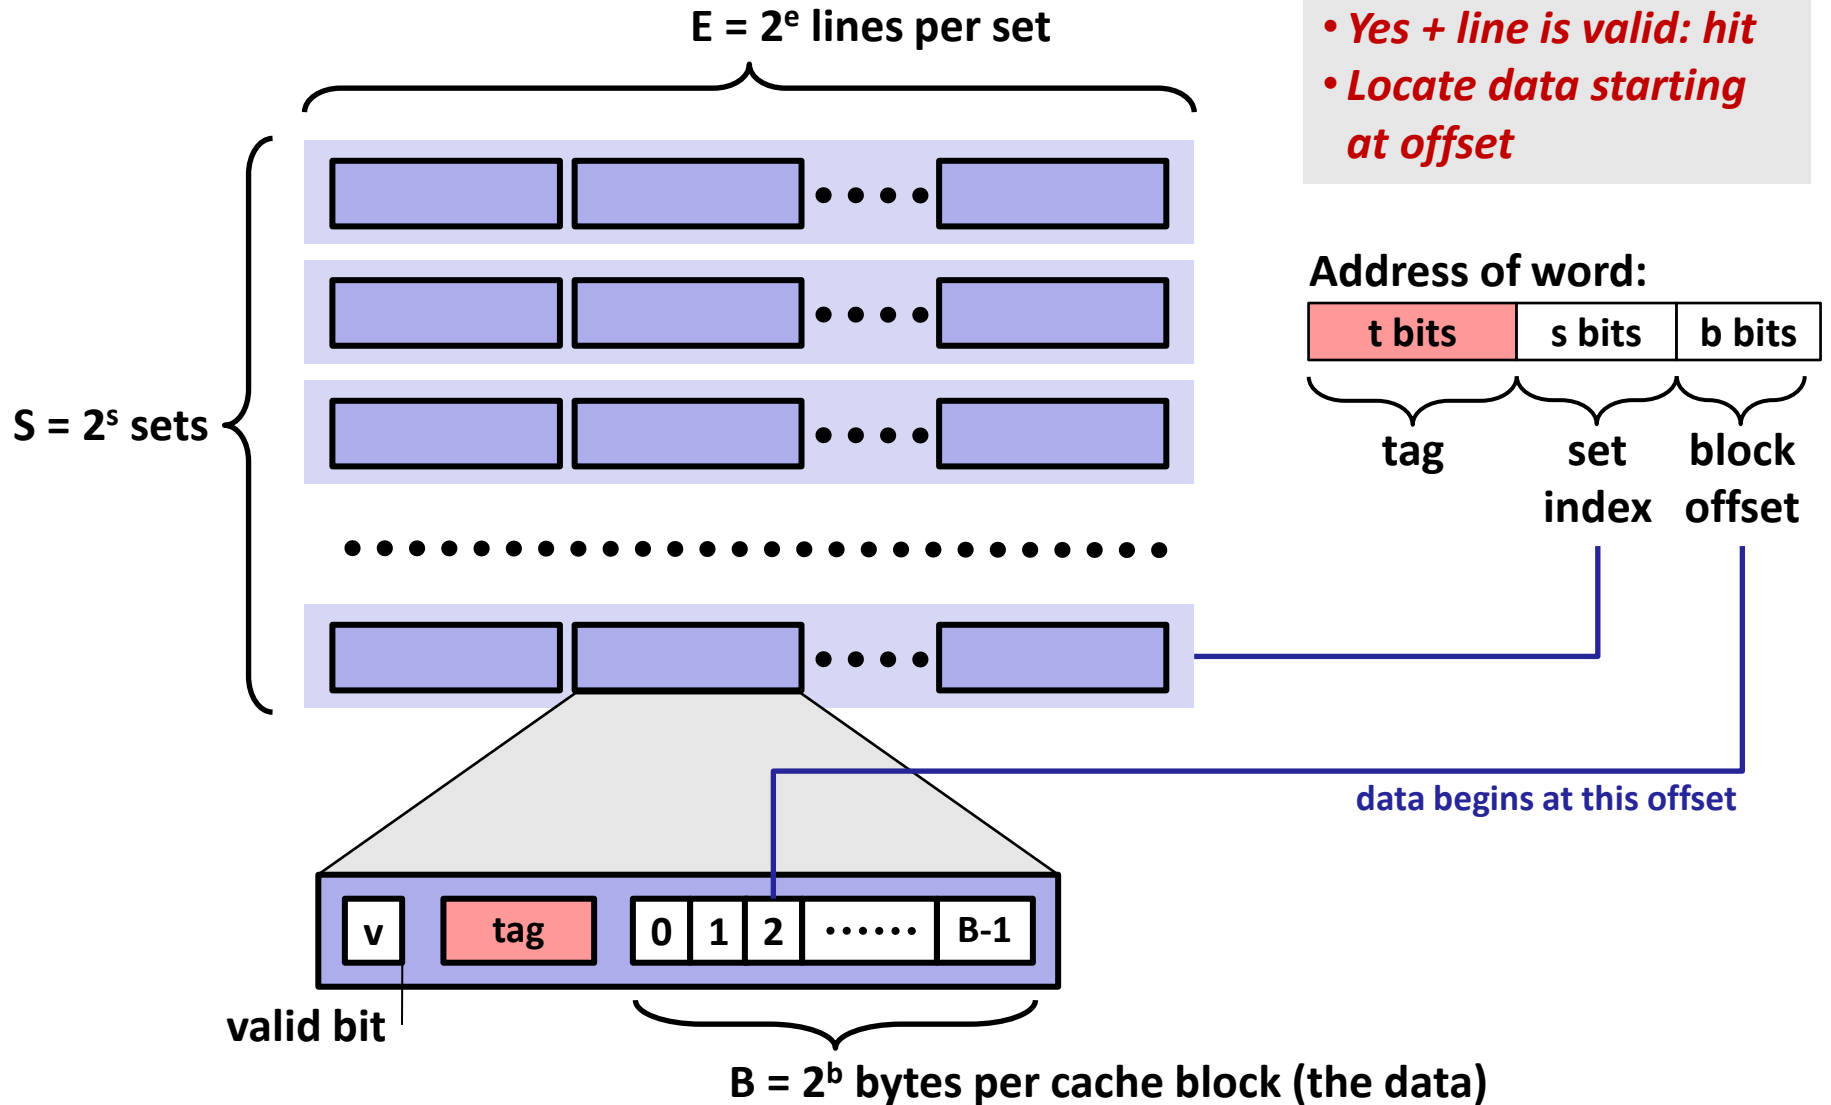 E = 2ᵉ lines per set
• Yes + line is valid: hit
• Locate data starting
at offset
Address of word:
t bits s bits b bits
S = 2ˢ sets
tag set block
index offset
data begins at this offset
v tag 0 1 2 •••••• B-1
valid bit
B = 2ᵇ bytes per cache block (the data)